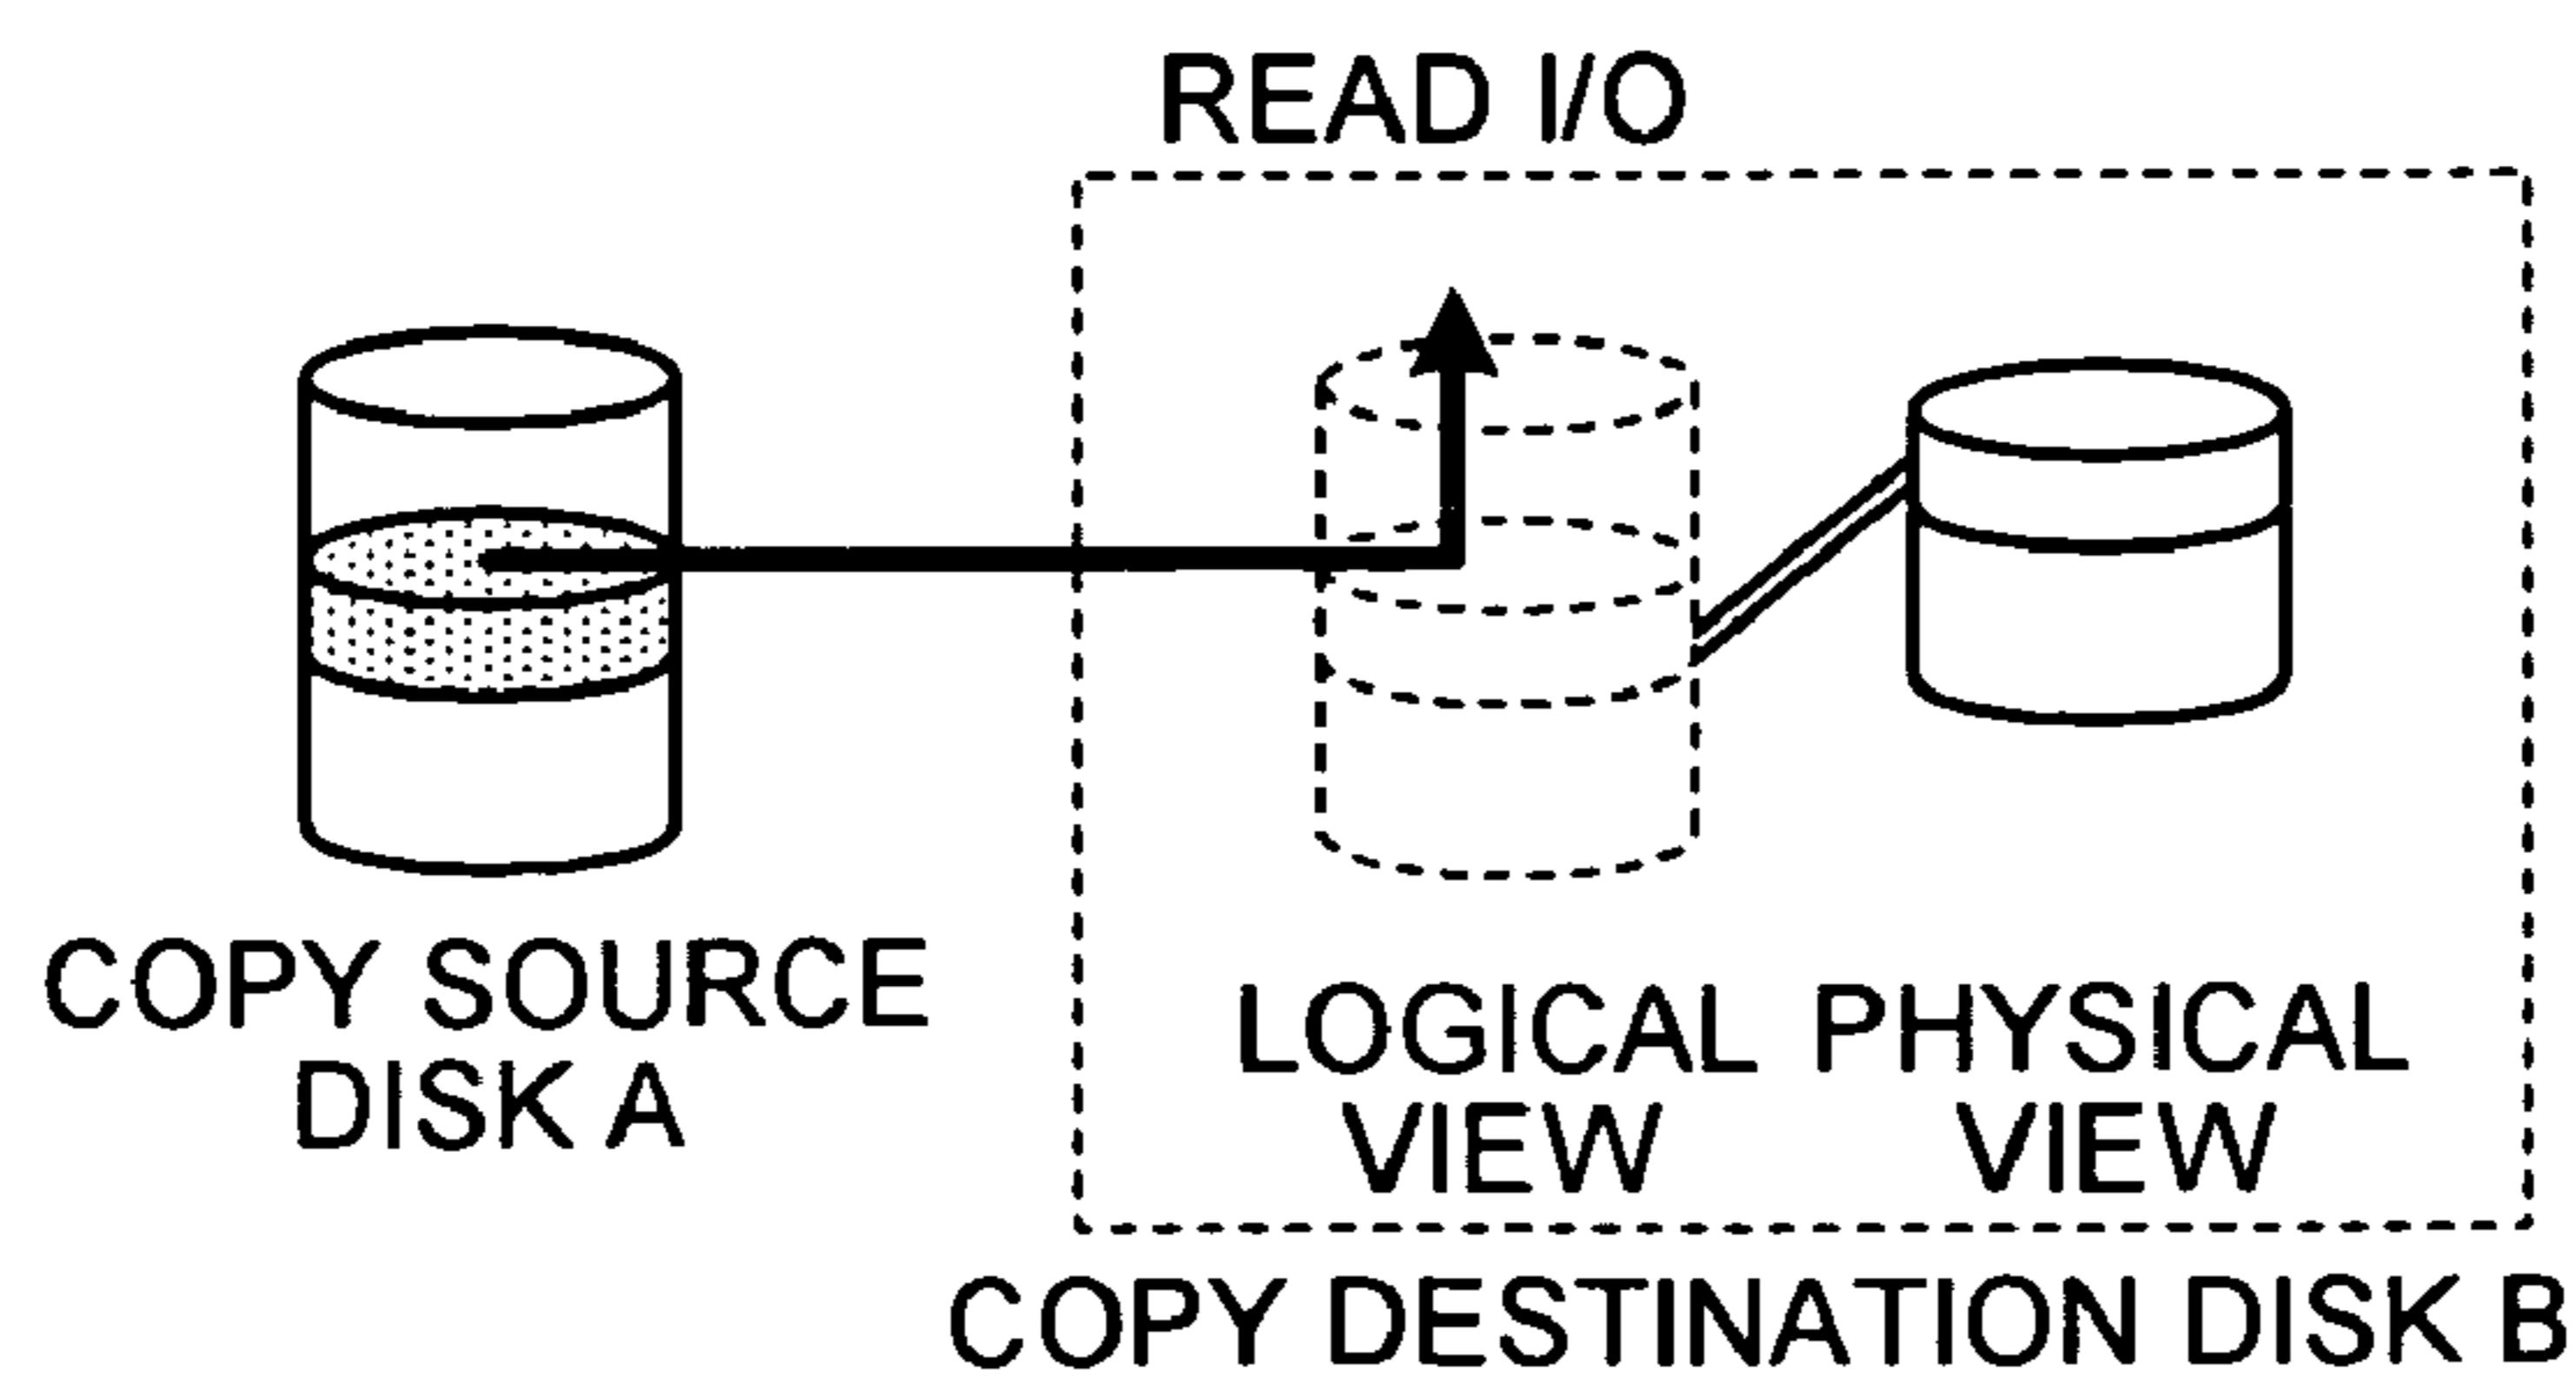 READ I/O
COPY SOURCE
DISK A
LOGICAL
VIEW
PHYSICAL
VIEW
COPY DESTINATION DISK B